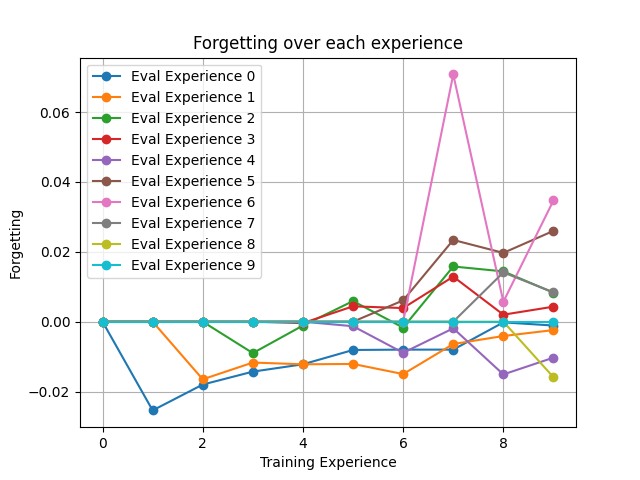 Forgetting over each experience
Eval Experience 0
Eval Experience 1
Eval Experience 2
Eval Experience 3
Eval Experience 4
Eval Experience 5
Eval Experience 6
Eval Experience 7
Eval Experience 8
Eval Experience 9
0.06
0.04
0.02
0.00
−0.02
Forgetting
0 2 4 6 8
Training Experience